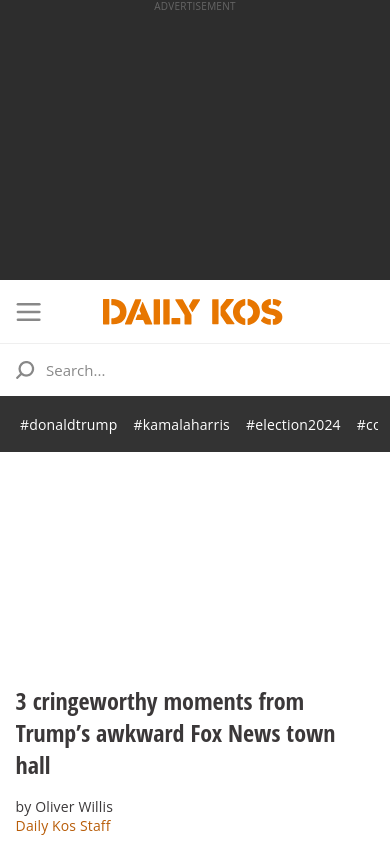 ADVERTISEMENT
DAILY KOS
Search...
#donaldtrump #kamalaharris #election2024
3 cringeworthy moments from
Trump’s awkward Fox News town
hall
by Oliver Willis
Daily Kos Staff